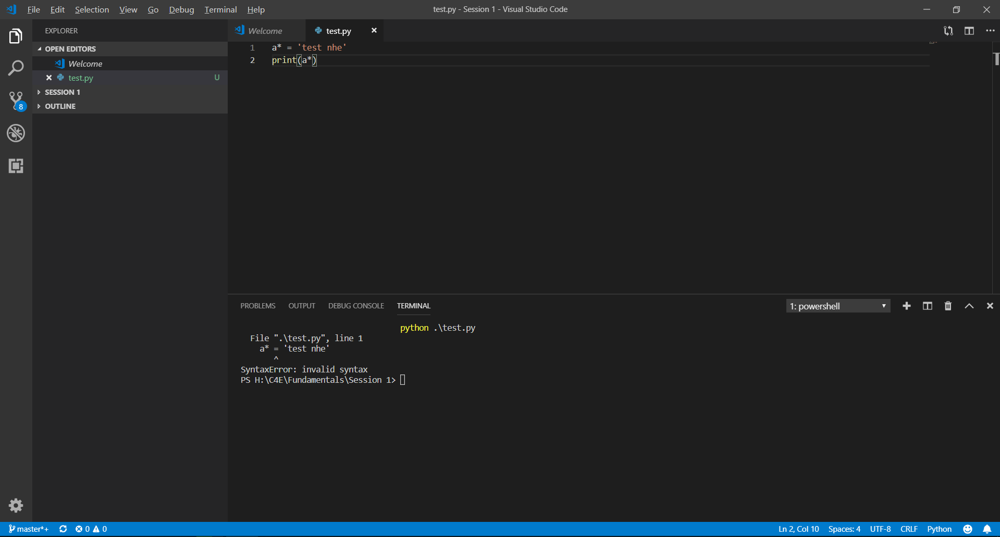 File Edit Selection View Go Debug Terminal Help
test.py - Session 1 - Visual Studio Code
EXPLORER
OPEN EDITORS
Welcome
test.py U
SESSION 1
OUTLINE
8
Welcome
test.py
1 a* = 'test nhe'
2 print(a*)
PROBLEMS OUTPUT DEBUG CONSOLE TERMINAL
1: powershell
python .\test.py
File ".\test.py", line 1
a* = 'test nhe'
^
SyntaxError: invalid syntax
PS H:\C4E\Fundamentals\Session 1>
master*+ 0 0
Ln 2, Col 10 Spaces: 4 UTF-8 CRLF Python